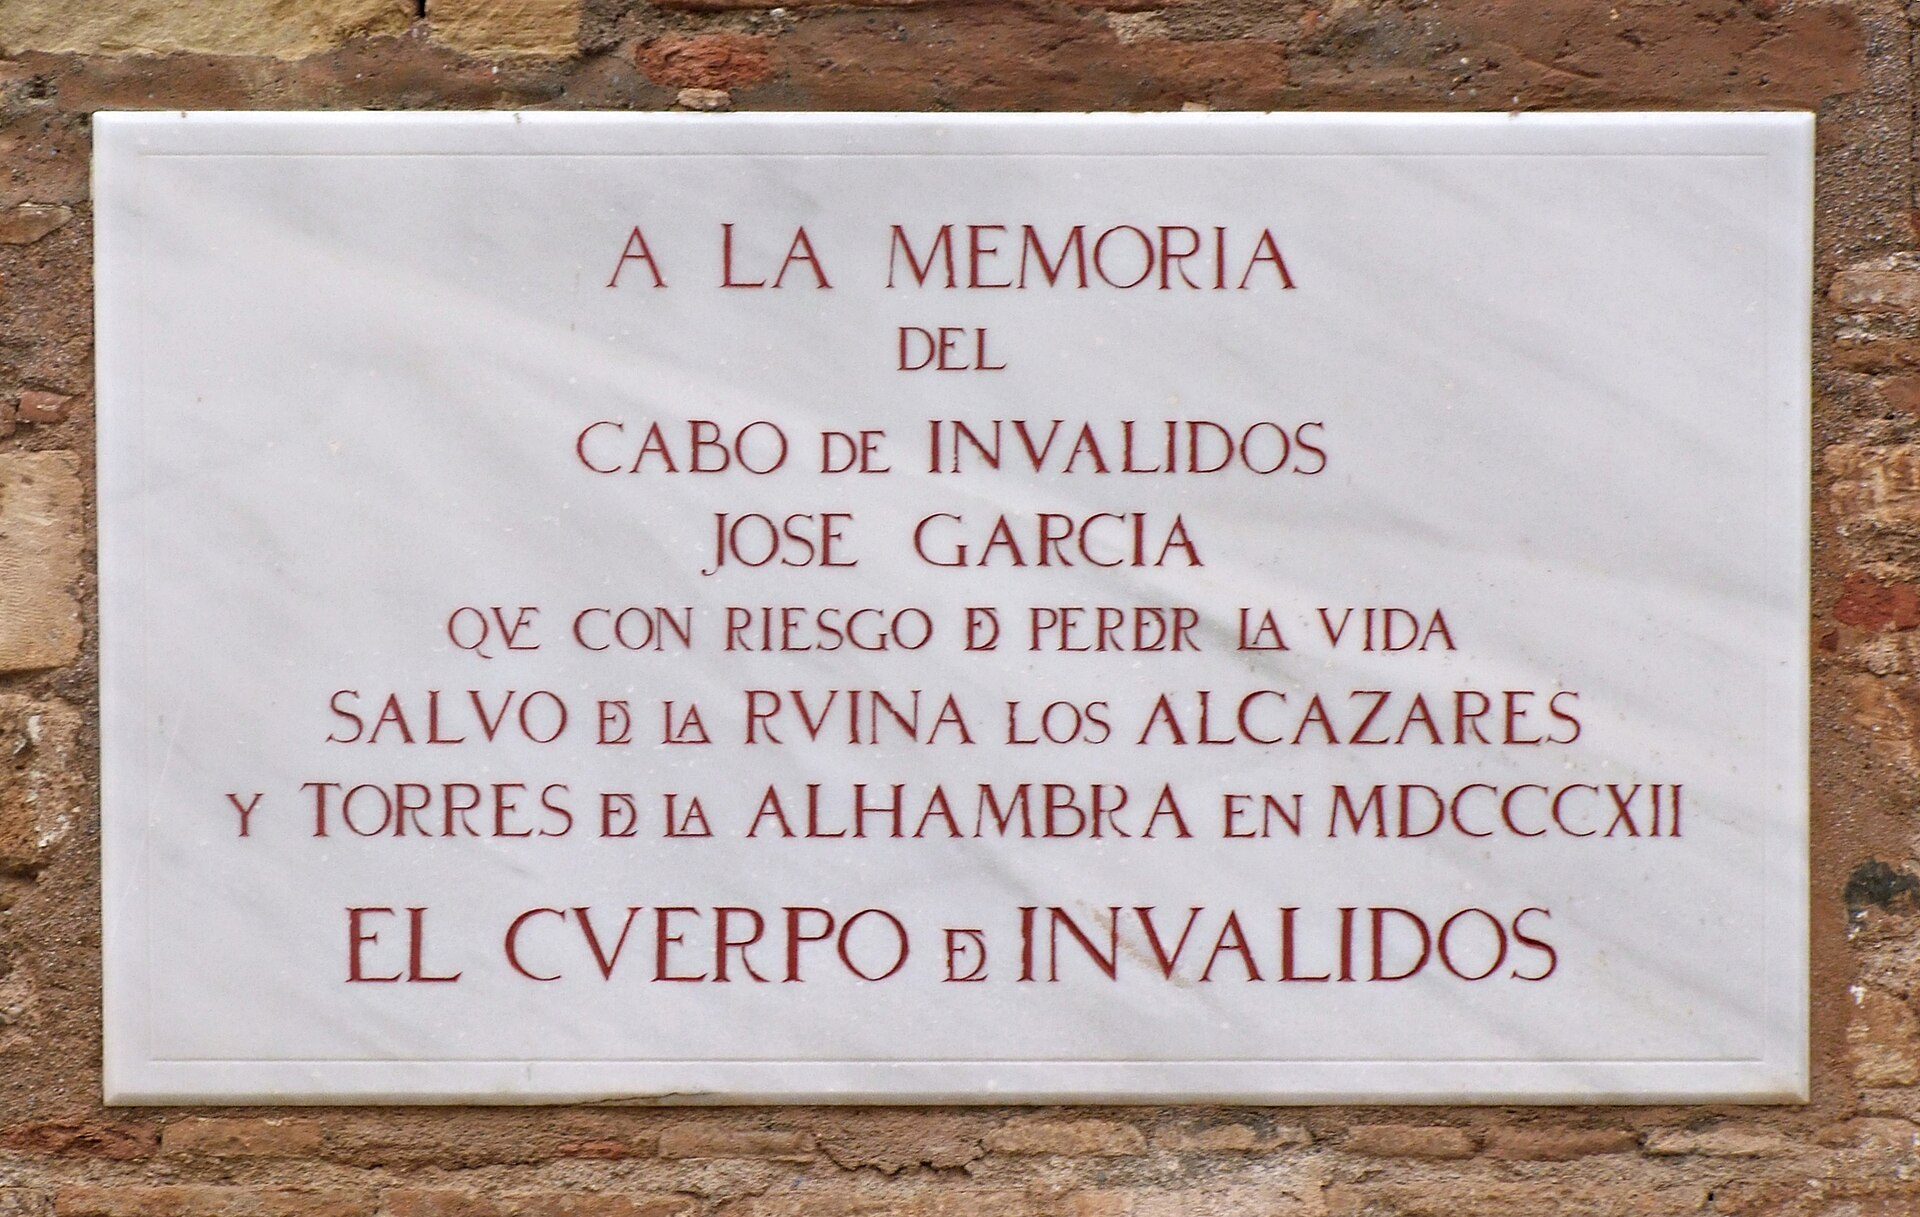 A LA MEMORIA
DEL
CABO DE INVALIDOS
JOSE GARCIA
QVE CON RIESGO DE PERDER LA VIDA
SALVO DE LA RVINA LOS ALCAZARES
Y TORRES DE LA ALHAMBRA EN MDCCCXII
EL CVERPO DE INVALIDOS